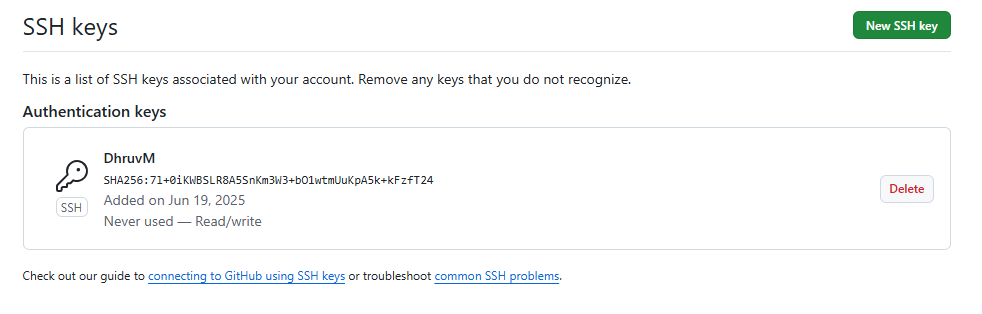 SSH keys
New SSH key
This is a list of SSH keys associated with your account. Remove any keys that you do not recognize.
Authentication keys
DhruvM
SHA256:7l+0iKWBSLR8A5SnKm3W3+bO1wtmUuKpA5k+kFzfT24
SSH
Added on Jun 19, 2025
Never used — Read/write
Delete
Check out our guide to connecting to GitHub using SSH keys or troubleshoot common SSH problems.